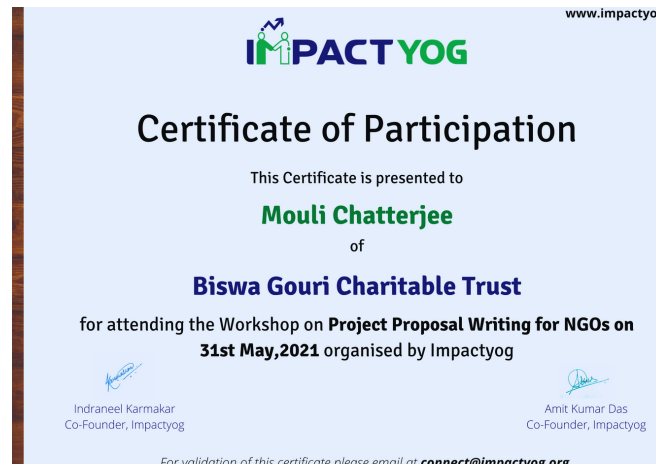 www.impactyo
IMPACT YOG
Certificate of Participation
This Certificate is presented to
Mouli Chatterjee
of
Biswa Gouri Charitable Trust
for attending the Workshop on Project Proposal Writing for NGOs on
31st May,2021 organised by Impactyog
Indraneel Karmakar
Co-Founder, Impactyog
Amit Kumar Das
Co-Founder, Impactyog
For validation of this certificate please email at connect@impactyog.org